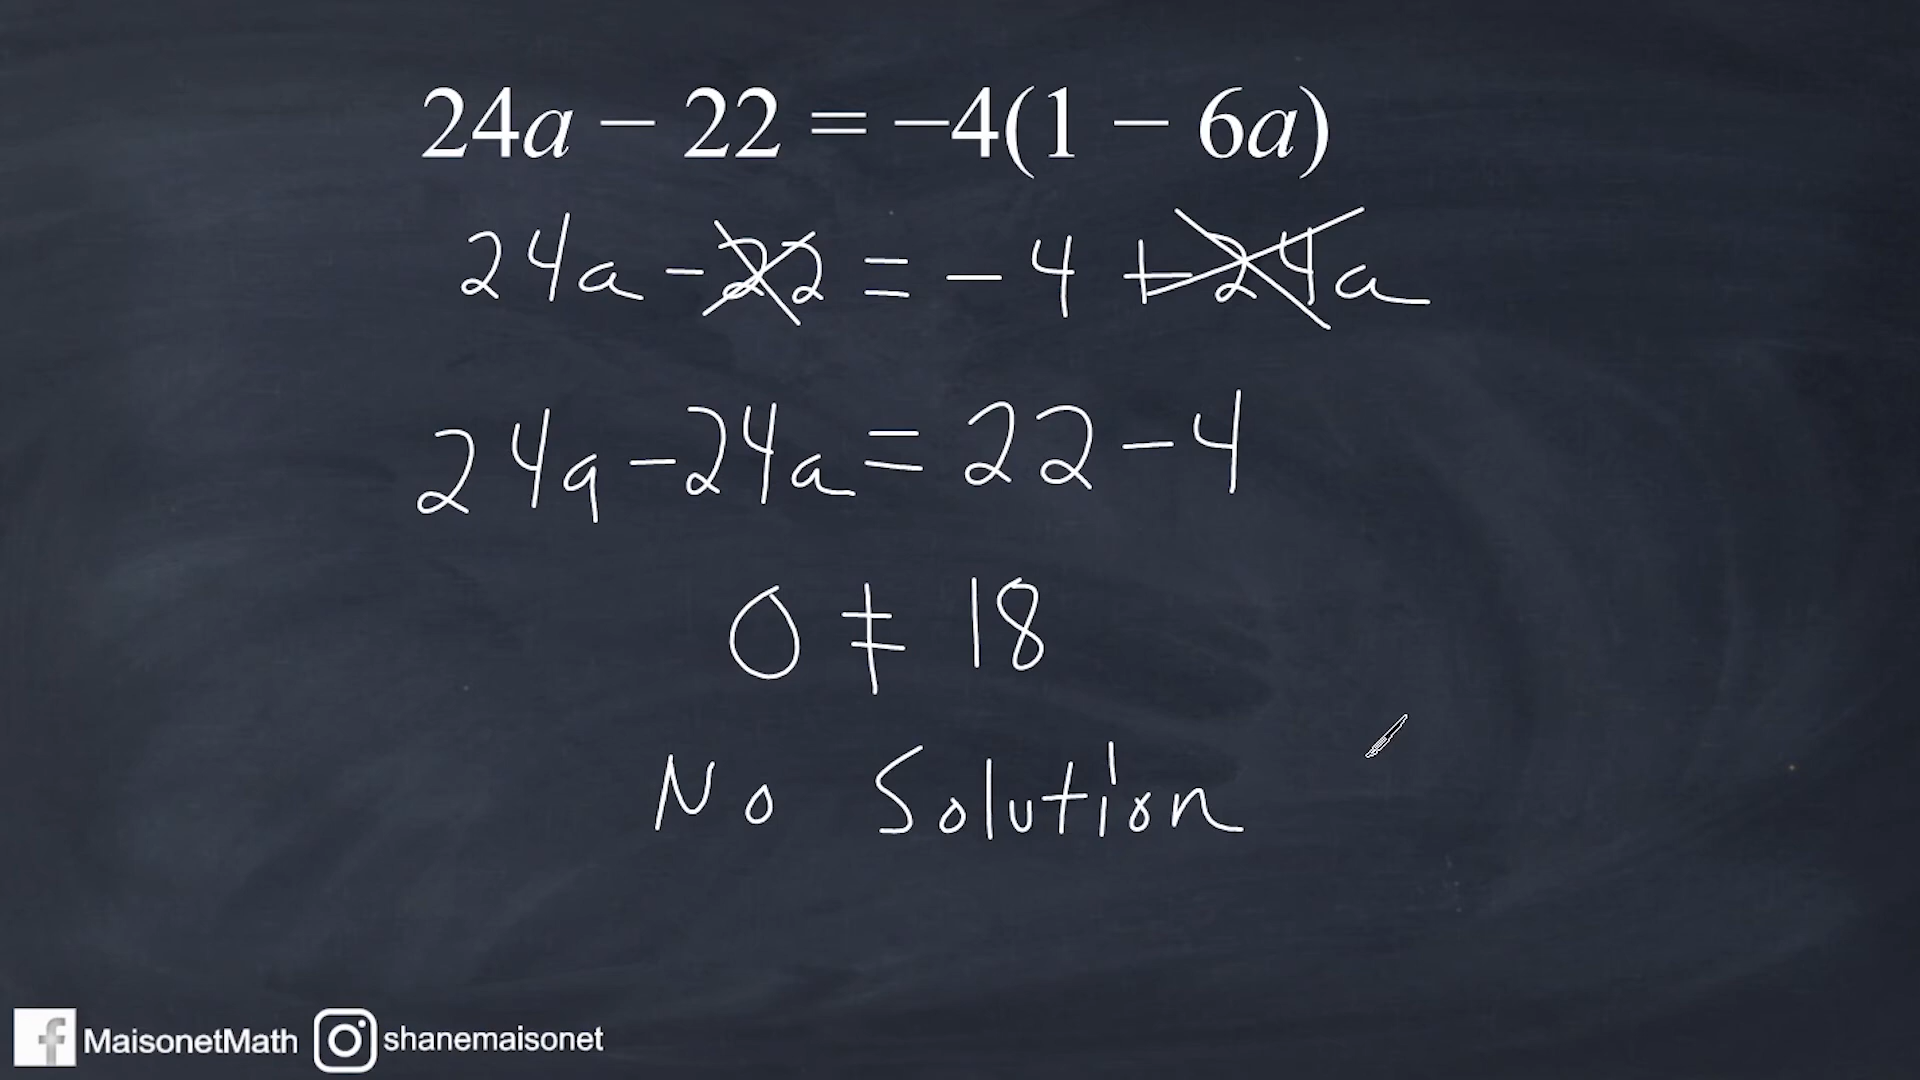 24a − 22 = −4(1 − 6a)
24a - 22 = - 4 + 24a
24a - 24a = 22 - 4
0 ≠ 18
No Solution
MaisonetMath shanemaisonet